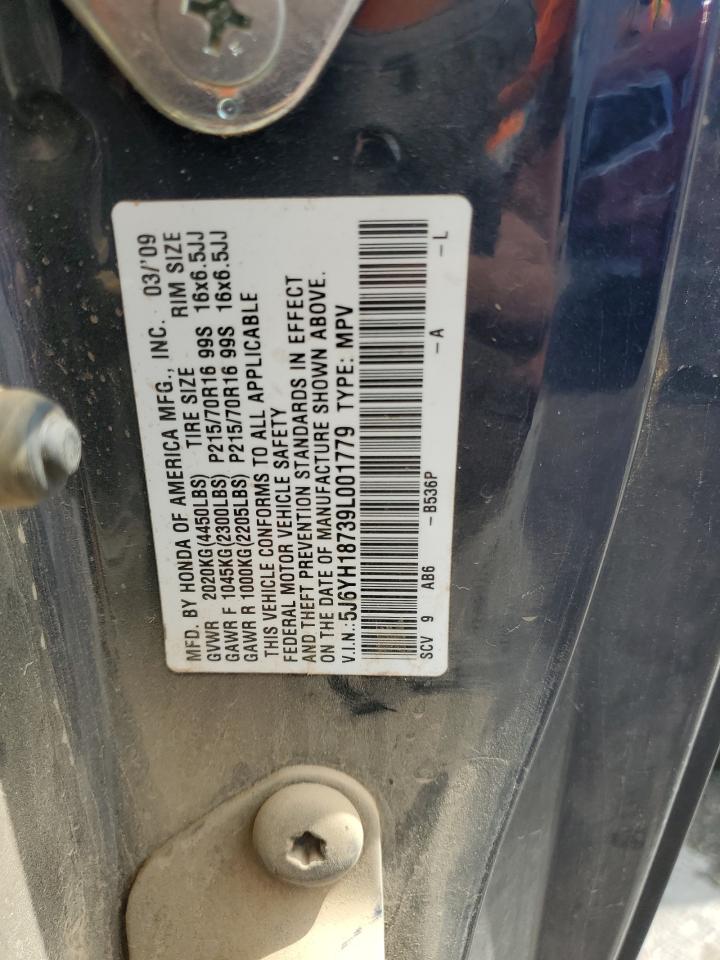 MFD. BY HONDA OF AMERICA MFG., INC. 03/'09
GVWR 2020KG(4450LBS) TIRE SIZE RIM SIZE
GAWR F 1045KG(2300LBS) P215/70R16 99S 16x6.5JJ
GAWR R 1000KG(2205LBS) P215/70R16 99S 16x6.5JJ
THIS VEHICLE CONFORMS TO ALL APPLICABLE
FEDERAL MOTOR VEHICLE SAFETY
AND THEFT PREVENTION STANDARDS IN EFFECT
ON THE DATE OF MANUFACTURE SHOWN ABOVE.
V.I.N.:5J6YH18739L001779 TYPE: MPV
SCV 9 AB6 -B536P -A -L